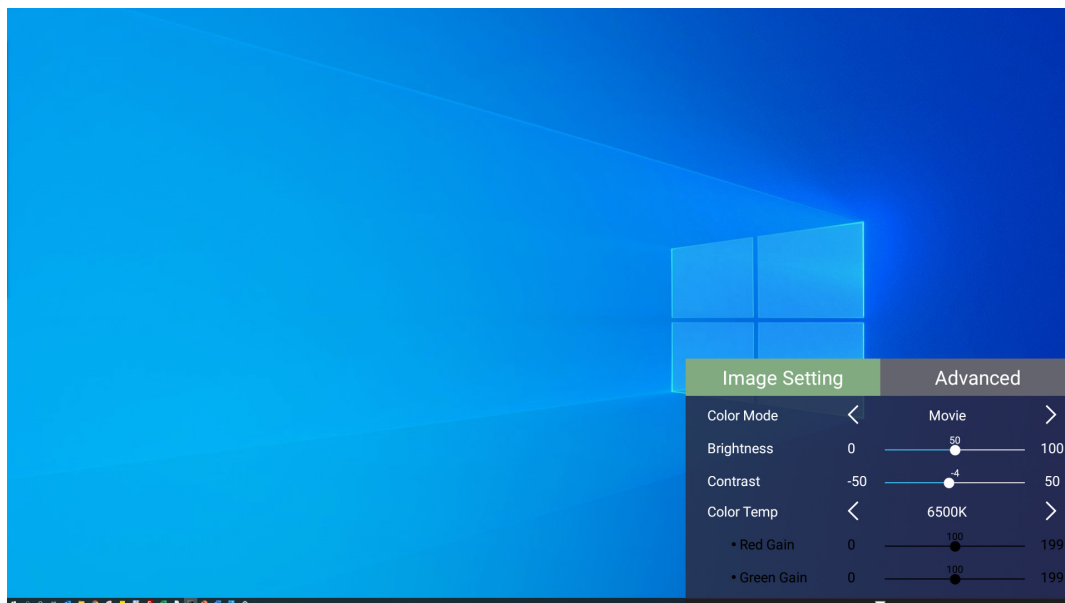 Image Setting Advanced
Color Mode Movie
50
Brightness 0 100
-4
Contrast -50 50
Color Temp 6500K
100
• Red Gain 0 199
100
• Green Gain 0 199